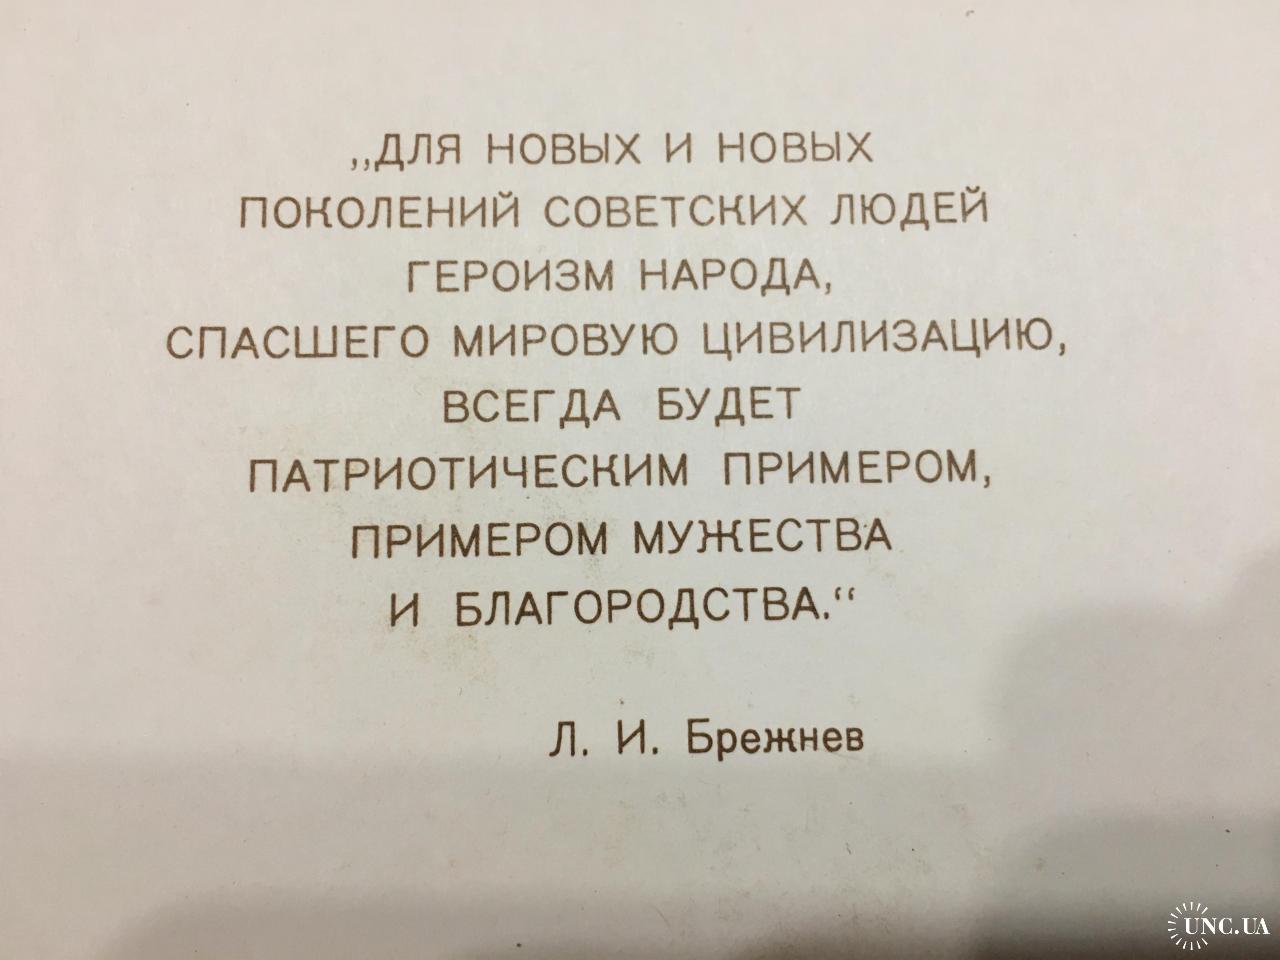 „ДЛЯ НОВЫХ И НОВЫХ
ПОКОЛЕНИЙ СОВЕТСКИХ ЛЮДЕЙ
ГЕРОИЗМ НАРОДА,
СПАСШЕГО МИРОВУЮ ЦИВИЛИЗАЦИЮ,
ВСЕГДА БУДЕТ
ПАТРИОТИЧЕСКИМ ПРИМЕРОМ,
ПРИМЕРОМ МУЖЕСТВА
И БЛАГОРОДСТВА.“
Л. И. Брежнев
UNC.UA